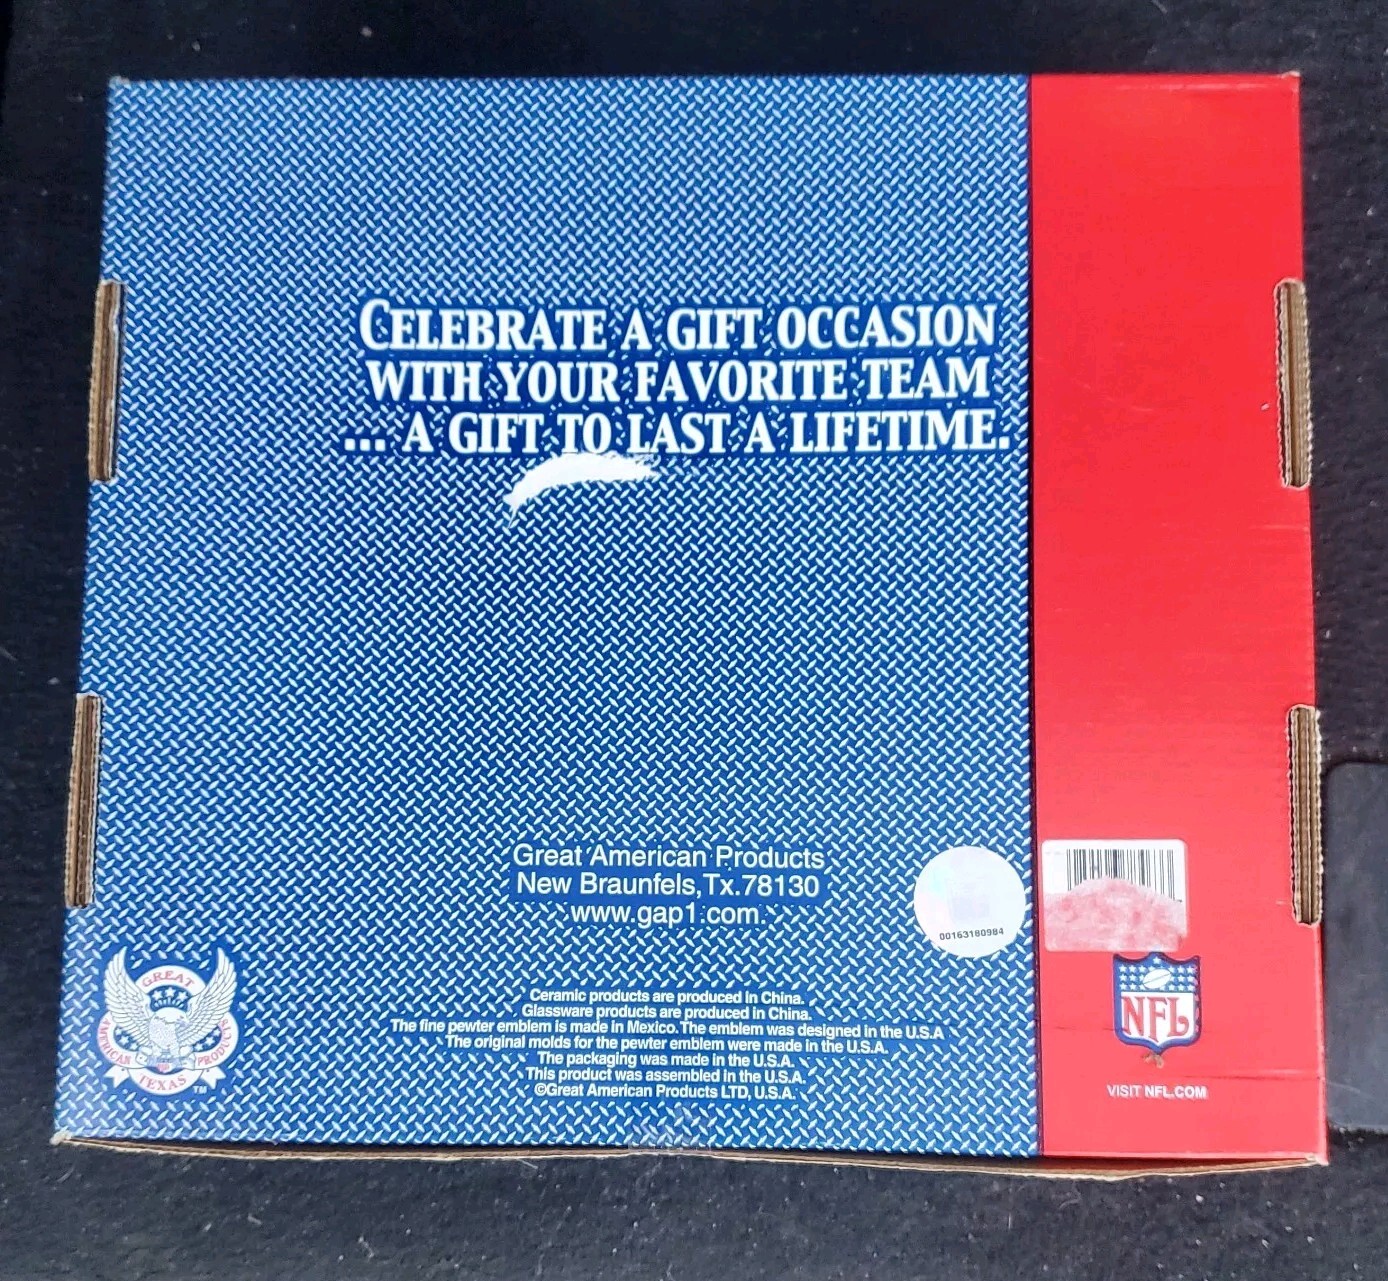 CELEBRATE A GIFT OCCASION
WITH YOUR FAVORITE TEAM
... A GIFT TO LAST A LIFETIME.
Great American Products
New Braunfels,Tx.78130
www.gap1.com
00163180984
GREAT
AMERICAN PRODUCTS
TEXAS TM
Ceramic products are produced in China.
Glassware products are produced in China.
The fine pewter emblem is made in Mexico. The emblem was designed in the U.S.A
The original molds for the pewter emblem were made in the U.S.A.
The packaging was made in the U.S.A.
This product was assembled in the U.S.A.
©Great American Products LTD, U.S.A.
NFL
VISIT NFL.COM